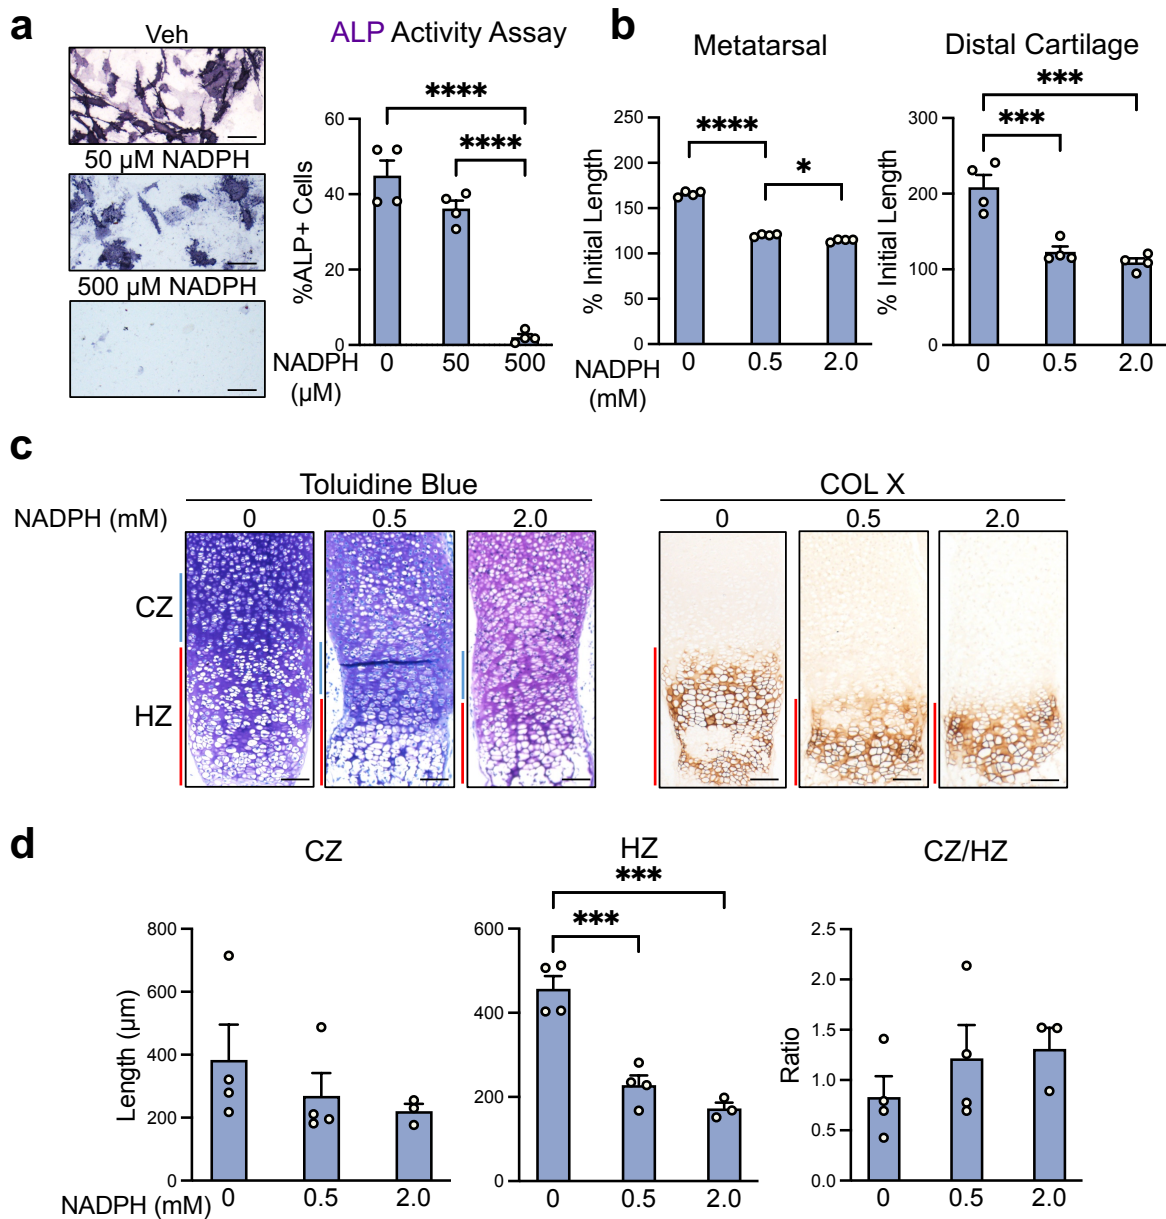 a
Veh
50 µM NADPH
500 µM NADPH
ALP Activity Assay
****
****
%ALP+ Cells
60
40
20
0
NADPH
(µM)
0 50 500
b
Metatarsal
****
*
% Initial Length
250
200
150
100
50
0
NADPH
(mM)
0 0.5 2.0
Distal Cartilage
***
***
% Initial Length
300
200
100
0
0 0.5 2.0
c
Toluidine Blue
NADPH (mM) 0 0.5 2.0
CZ
HZ
COL X
0 0.5 2.0
d
CZ
Length (µm)
800
600
400
200
0
NADPH (mM) 0 0.5 2.0
HZ
***
***
600
400
200
0
0 0.5 2.0
CZ/HZ
Ratio
2.5
2.0
1.5
1.0
0.5
0.0
0 0.5 2.0